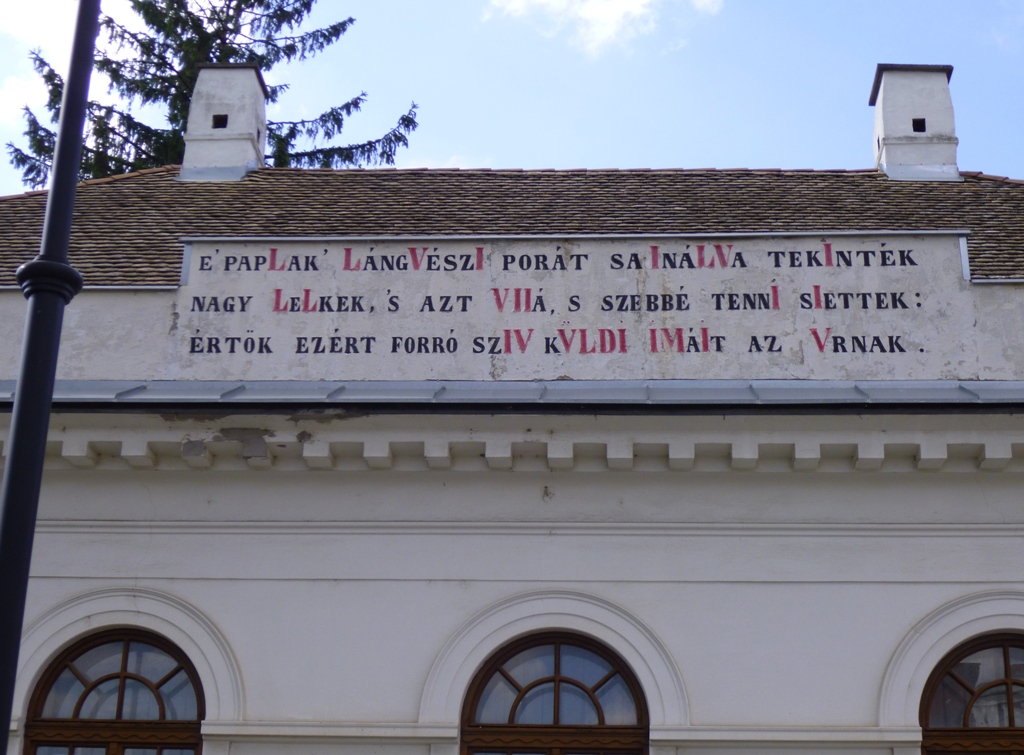 E'PAPLAK' LÁNGVÉSZI PORÁT SAINÁLVA TEKINTÉK
NAGY LELKEK, 'S AZT VIIÁ, S SZEBBÉ TENNI SIETTEK:
ÉRTÖK EZÉRT FORRÓ SZIV KÜLDI IMÁIT AZ VRNAK.